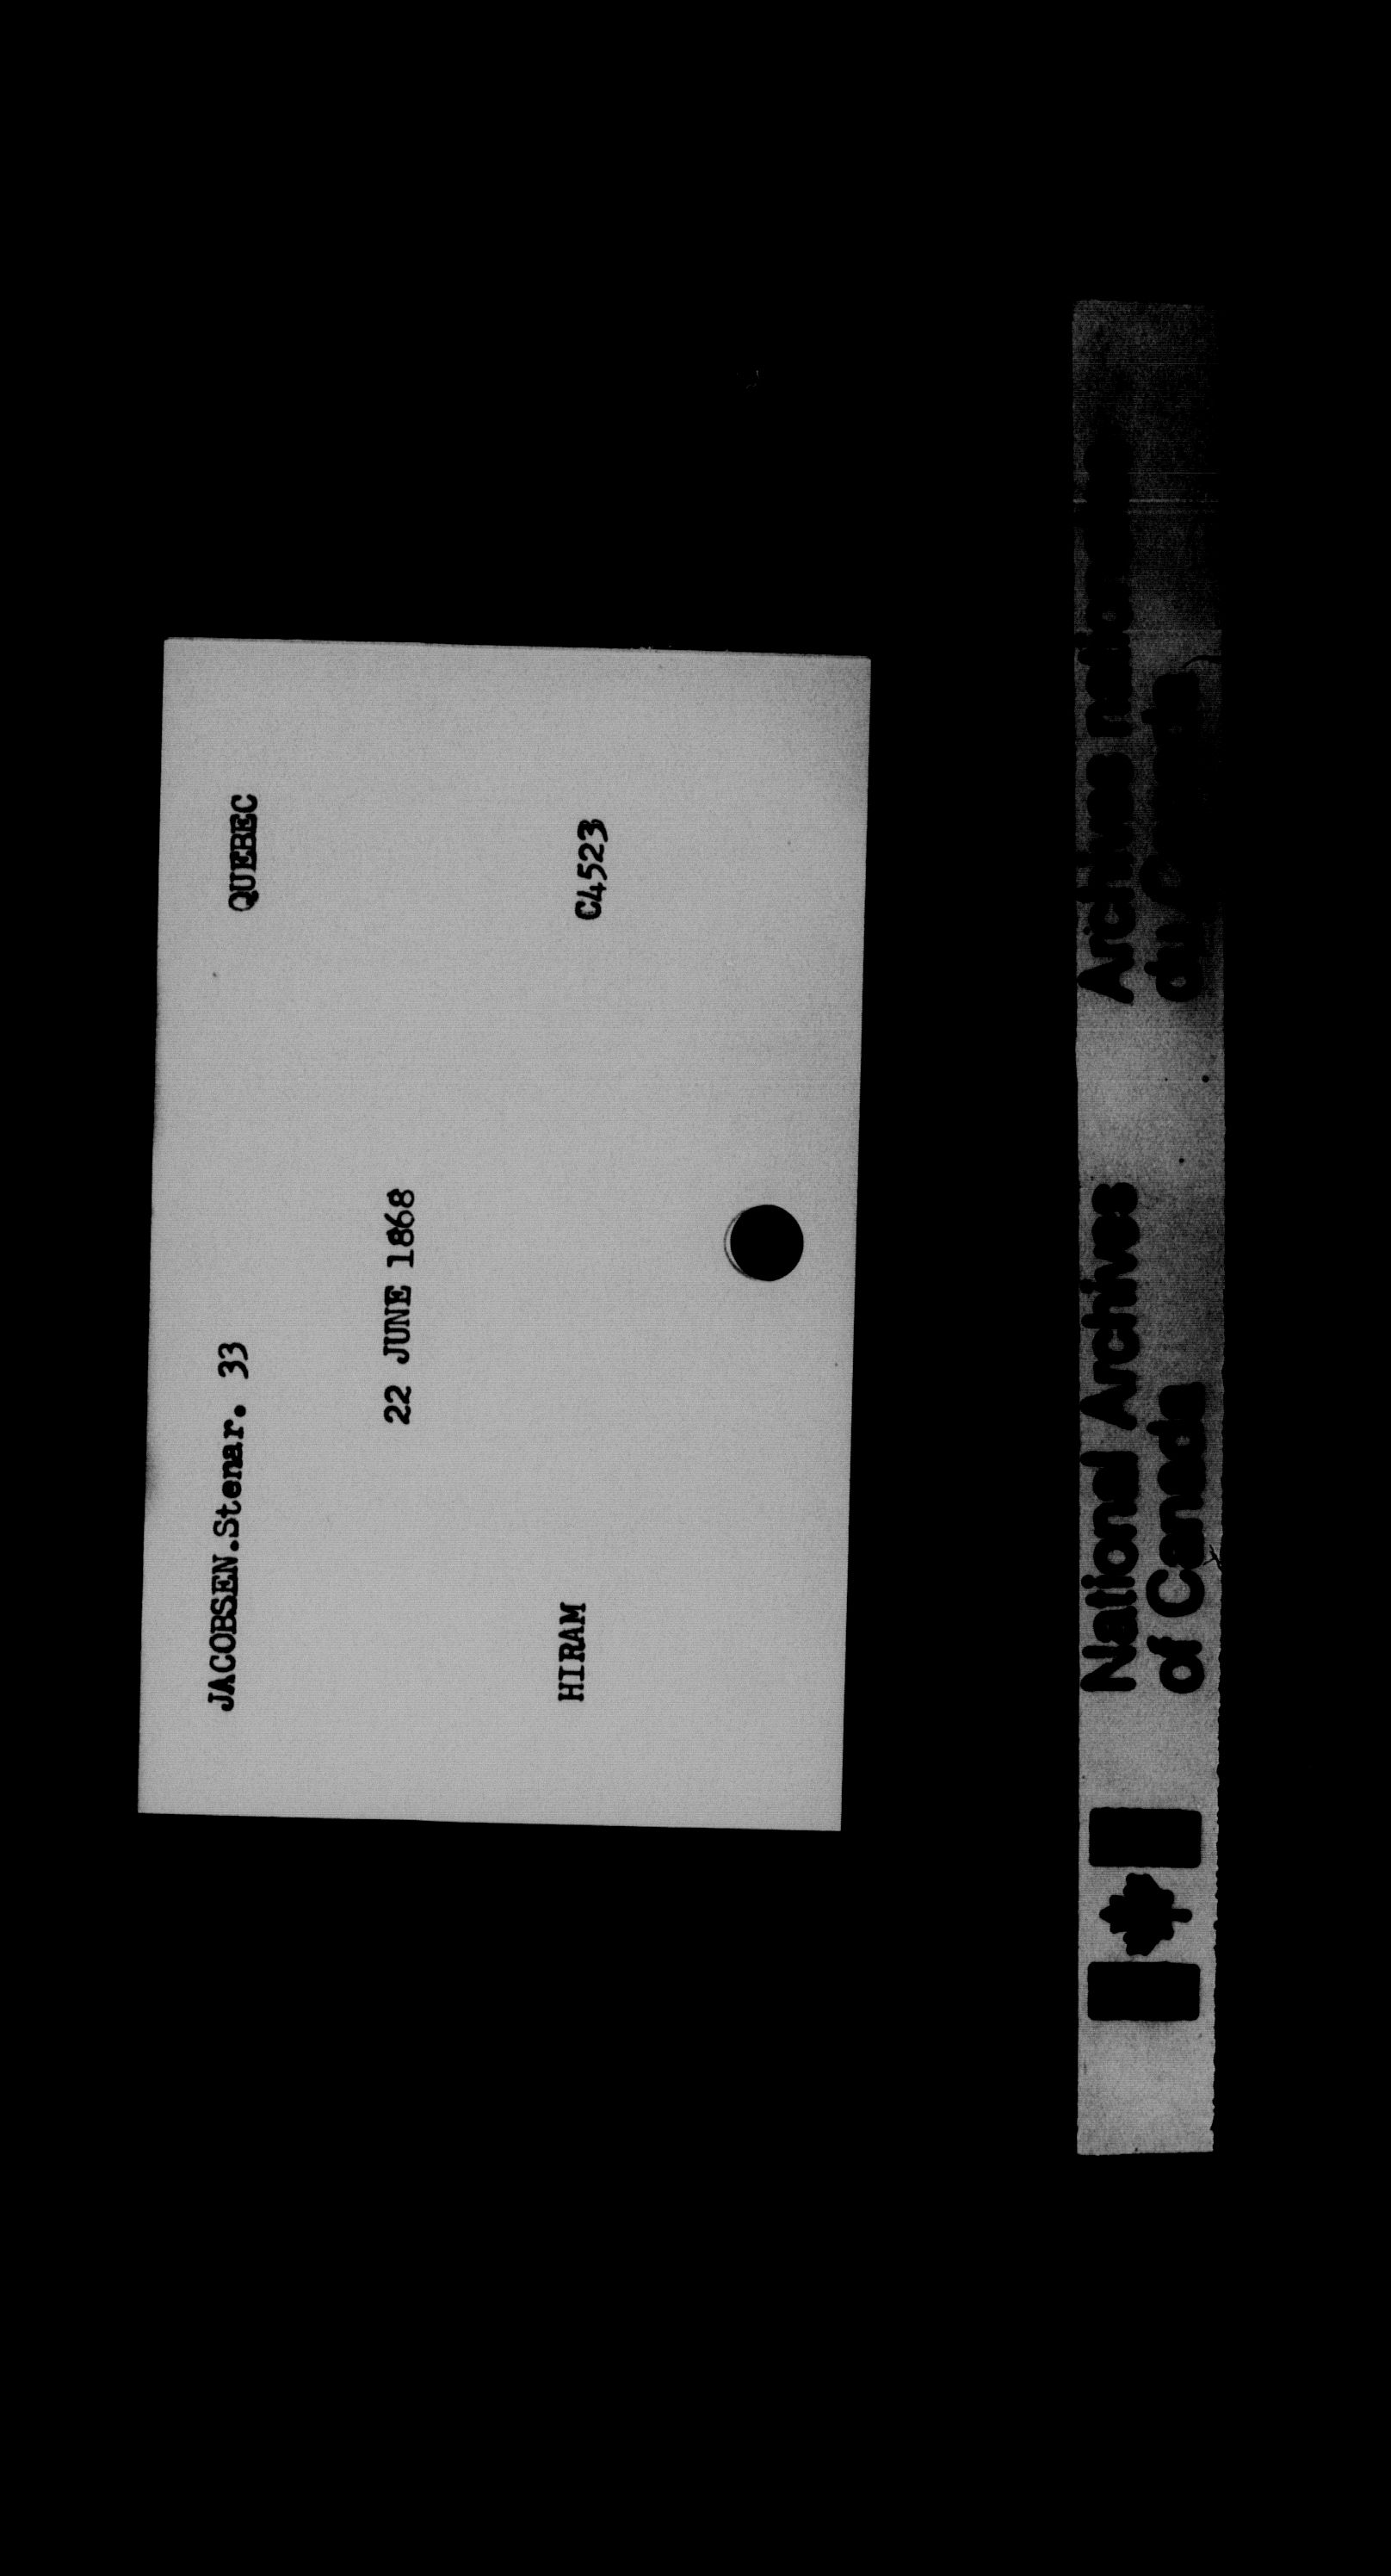 JACOBSEN.Stenar. 33 QUEBEC
22 JUNE 1868
HIRAM C4523
National Archives
of Canada
Archives nationales
du Canada